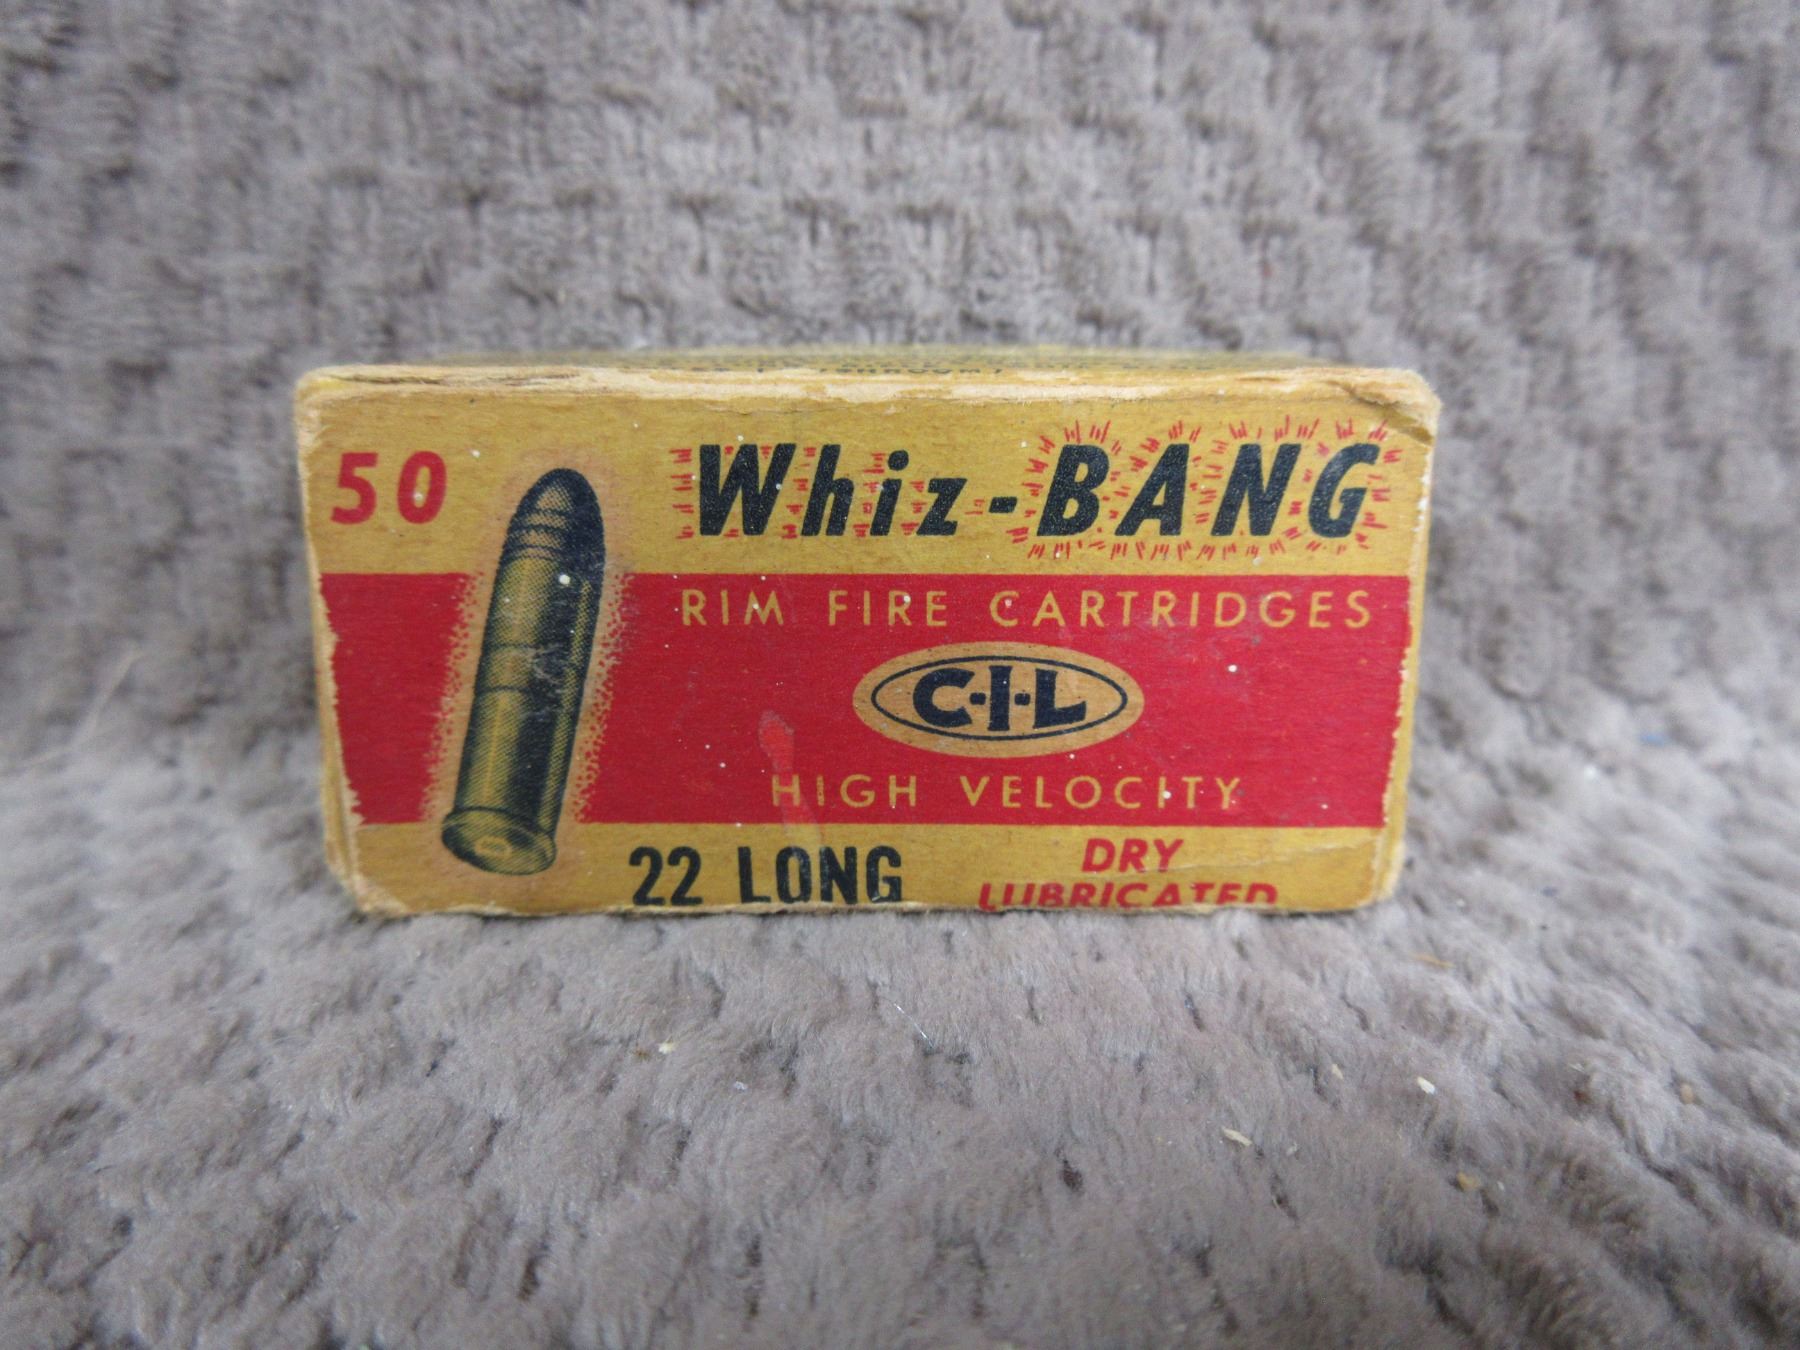 50
Whiz-BANG
RIM FIRE CARTRIDGES
C-I-L
HIGH VELOCITY
22 LONG
DRY
LUBRICATED